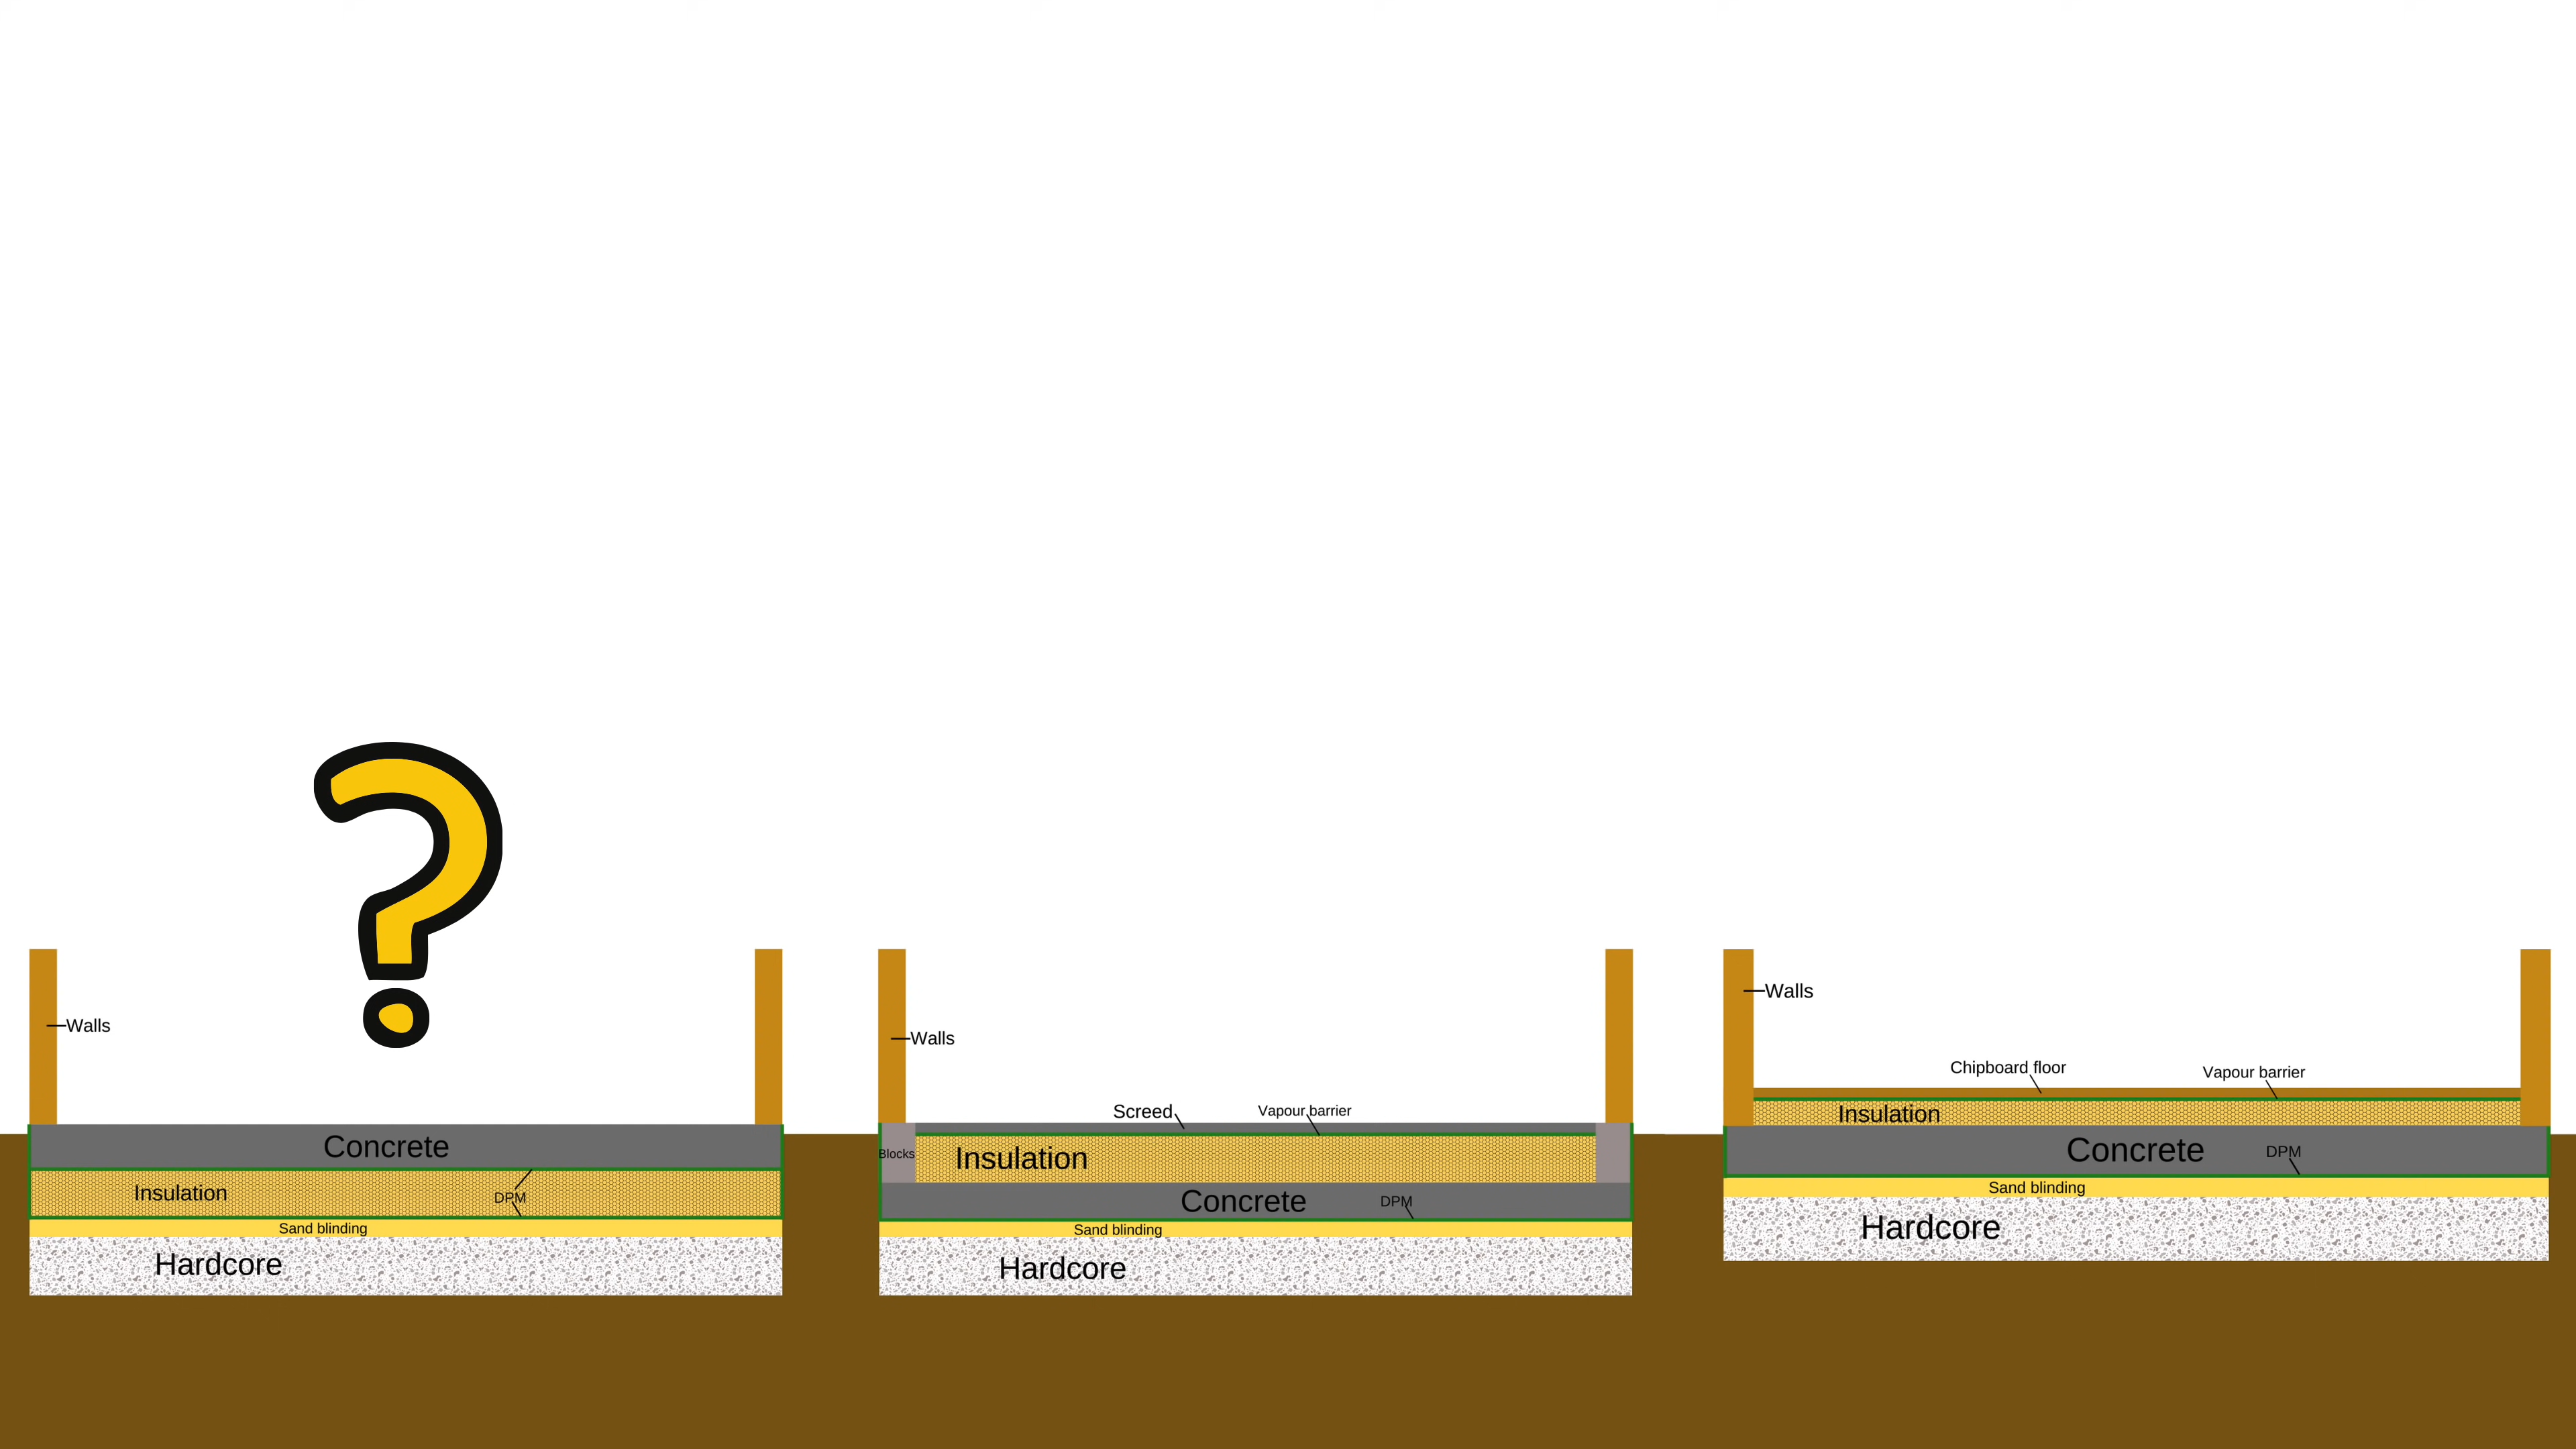 ?
Walls
Concrete
Insulation
DPM
Sand blinding
Hardcore
Walls
Screed
Vapour barrier
Blocks
Insulation
Concrete
DPM
Sand blinding
Hardcore
Walls
Chipboard floor
Vapour barrier
Insulation
Concrete
DPM
Sand blinding
Hardcore